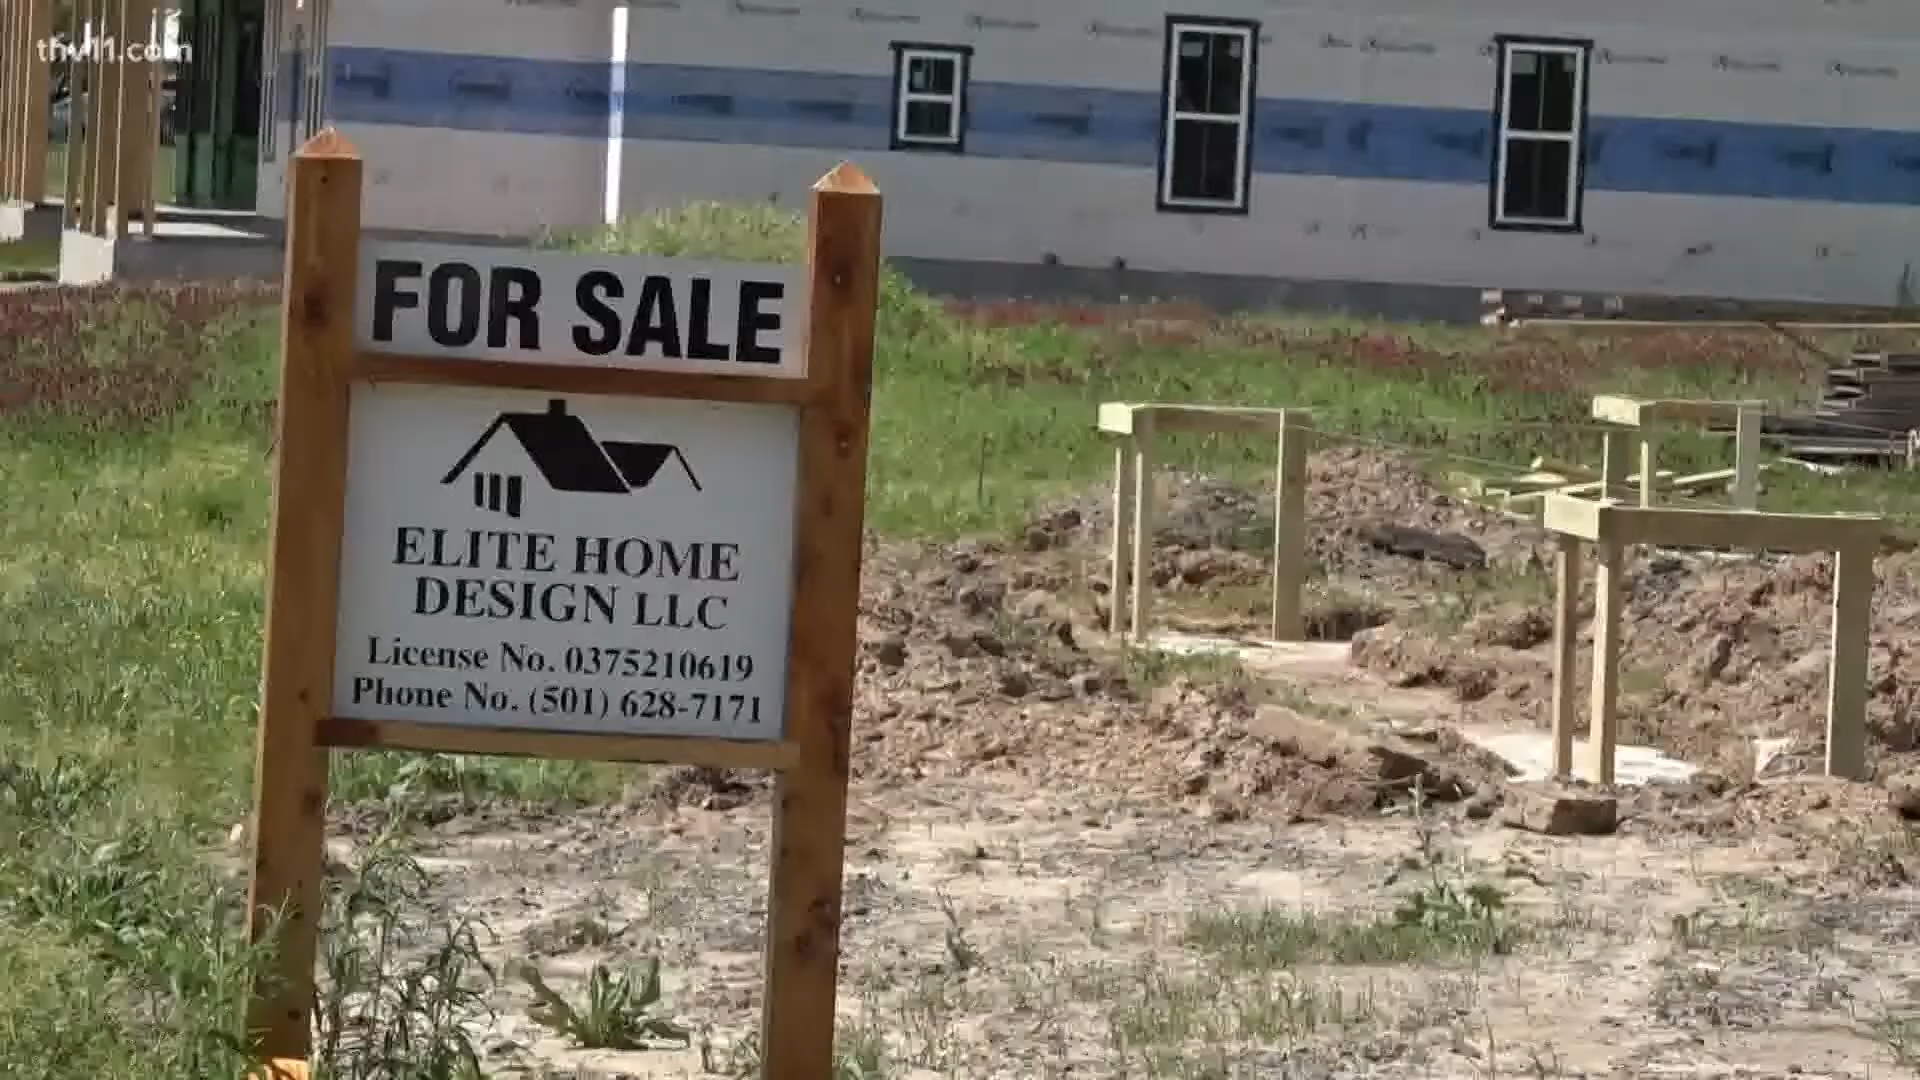 thv11.com
FOR SALE
ELITE HOME
DESIGN LLC
License No. 0375210619
Phone No. (501) 628-7171